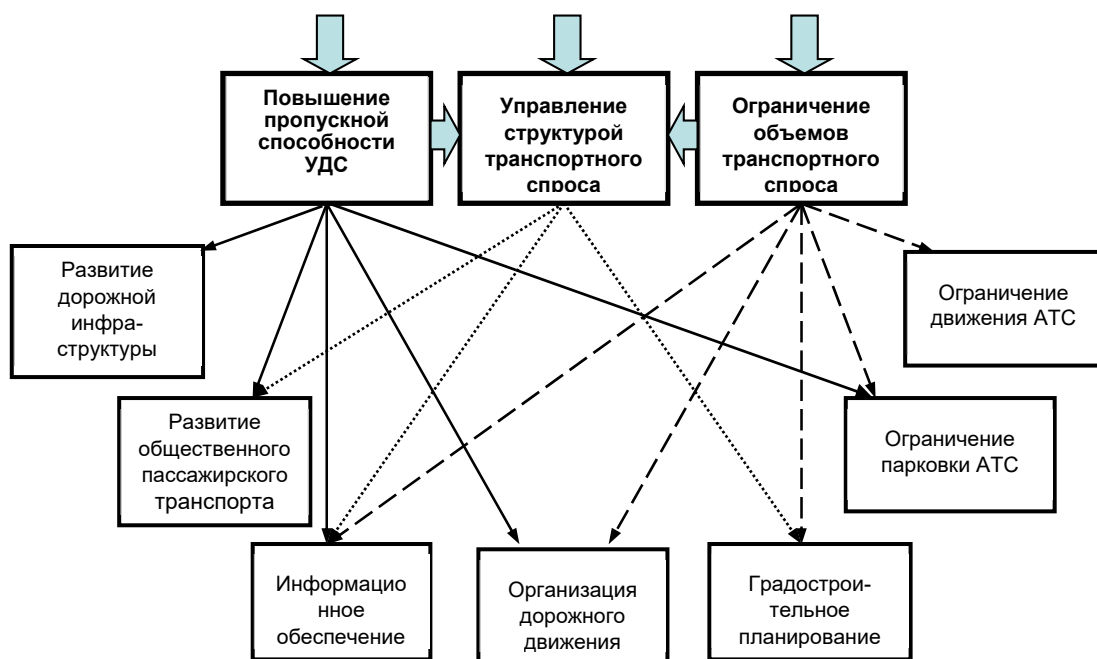 Повышение
пропускной
способности
УДС
Управление
структурой
транспортного
спроса
Ограничение
объемов
транспортного
спроса
Развитие
дорожной
инфра-
структуры
Ограничение
движения АТС
Развитие
общественного
пассажирского
транспорта
Ограничение
парковки АТС
Информацио
нное
обеспечение
Организация
дорожного
движения
Градострои-
тельное
планирование